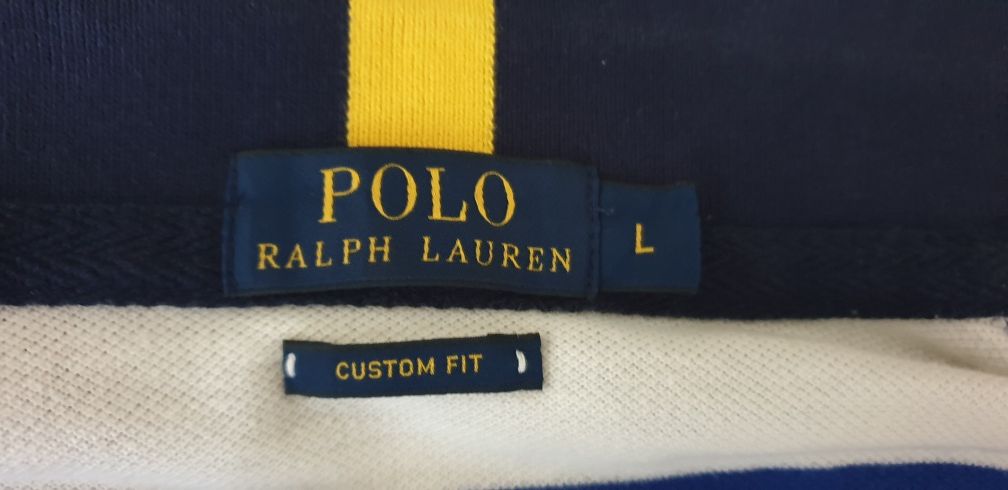 POLO
RALPH LAUREN
L
CUSTOM FIT